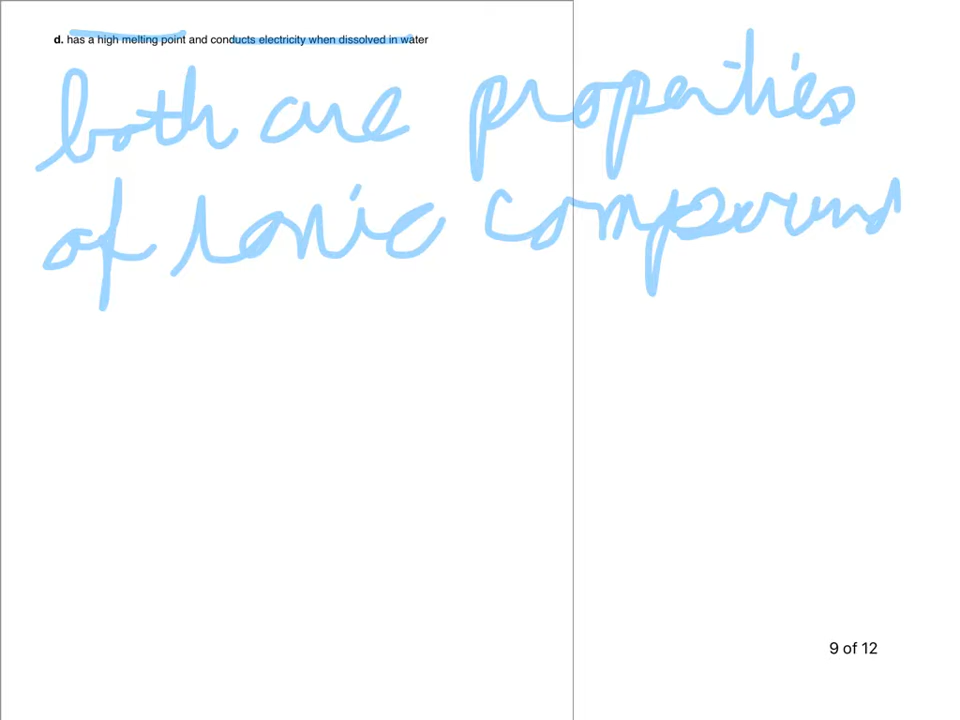 d. has a high melting point and conducts electricity when dissolved in water
both are properties
of ionic compound
9 of 12